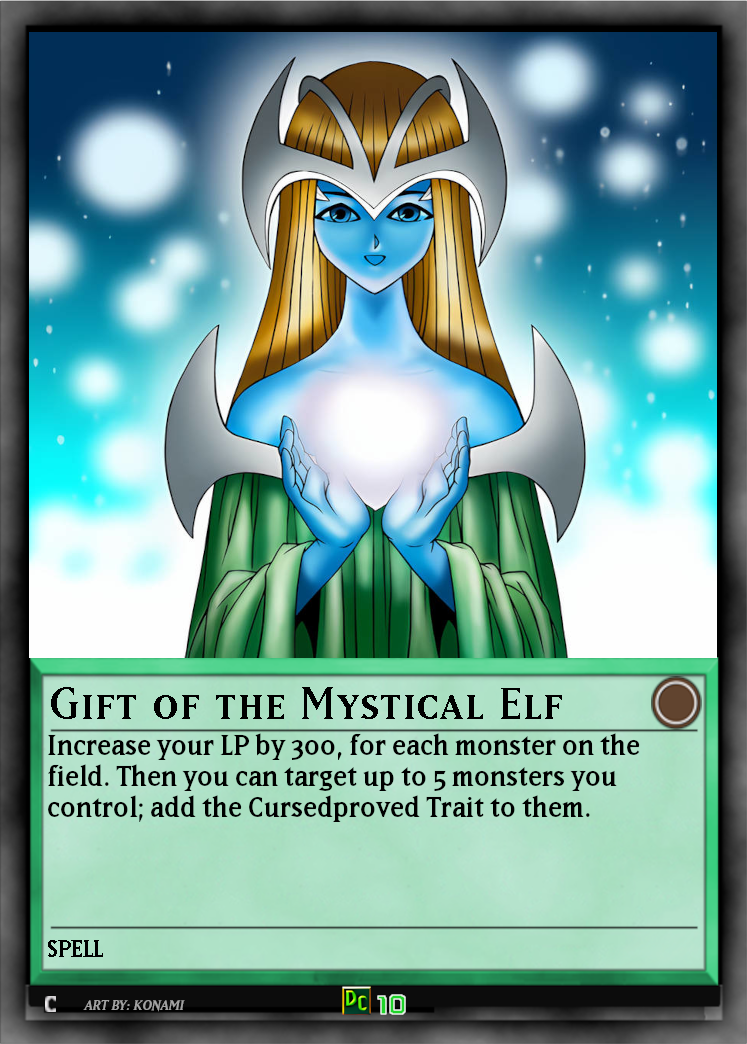 Gift of the Mystical Elf
Increase your LP by 300, for each monster on the
field. Then you can target up to 5 monsters you
control; add the Cursedproved Trait to them.
SPELL
C ART BY: KONAMI DC 10